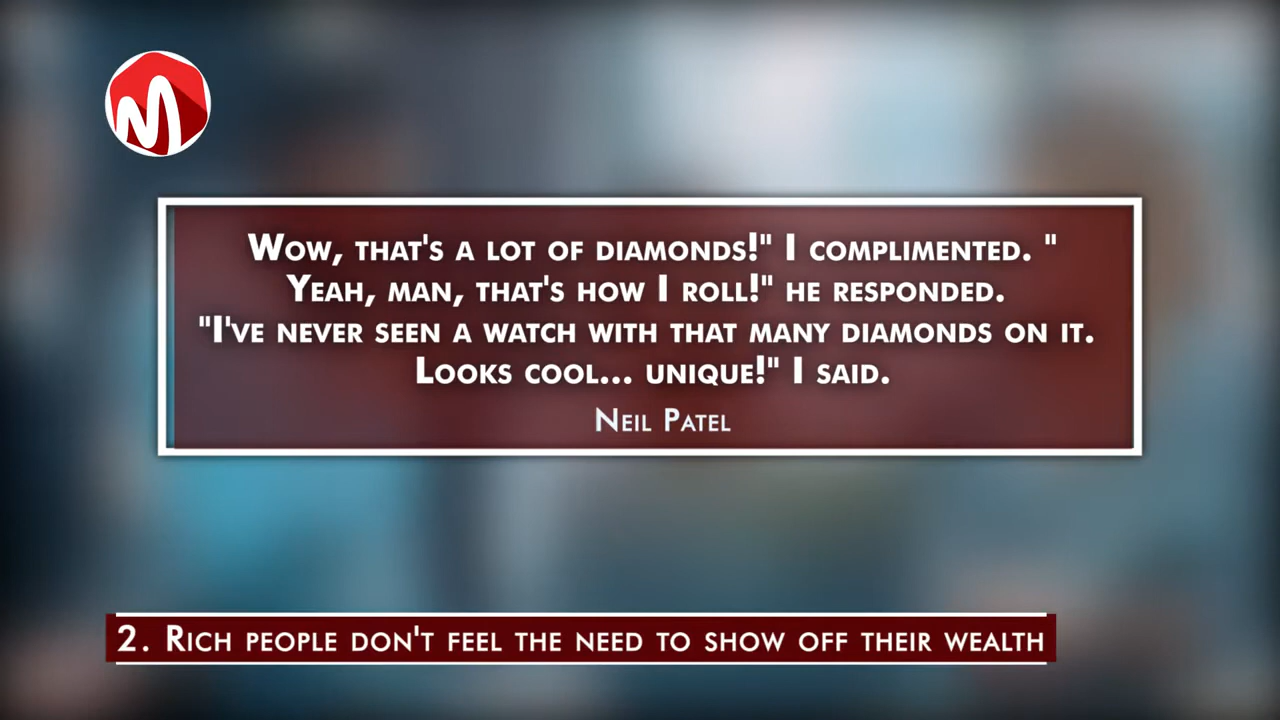 Wow, that's a lot of diamonds!" I complimented. "
Yeah, man, that's how I roll!" he responded.
"I've never seen a watch with that many diamonds on it.
Looks cool... unique!" I said.
Neil Patel
2. Rich people don't feel the need to show off their wealth